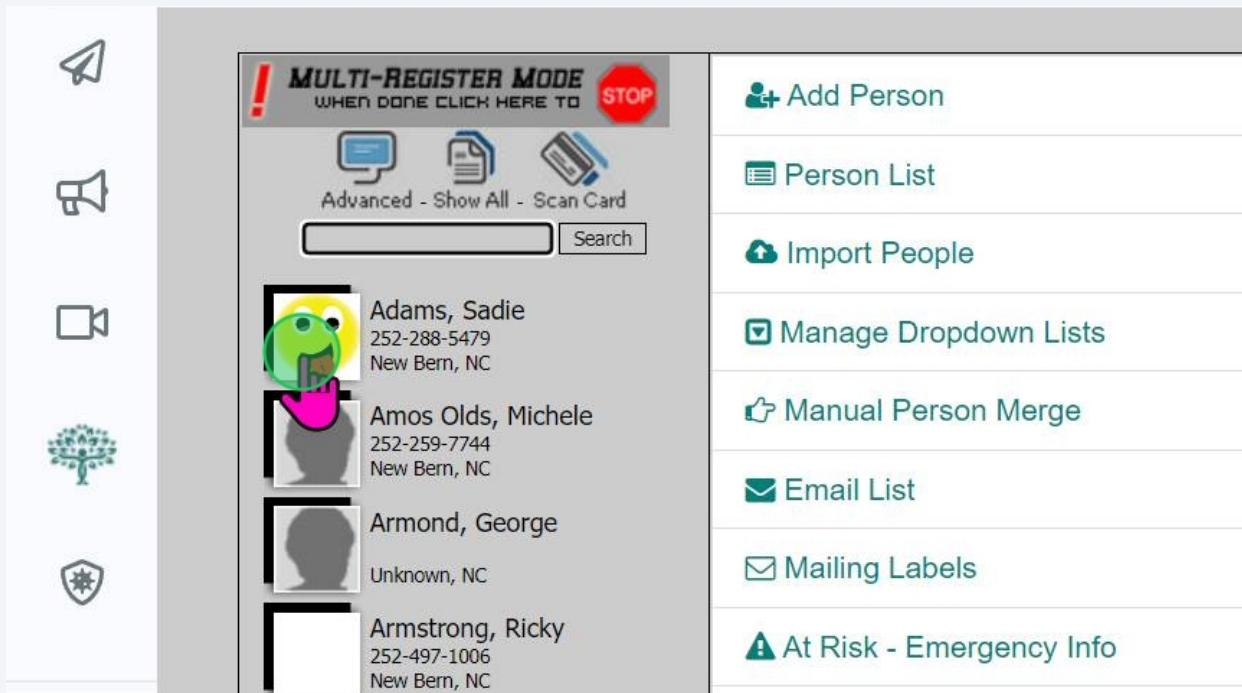 MULTI-REGISTER MODE
WHEN DONE CLICK HERE TO
STOP
Advanced - Show All - Scan Card
Search
Adams, Sadie
252-288-5479
New Bern, NC
Amos Olds, Michele
252-259-7744
New Bern, NC
Armond, George
Unknown, NC
Armstrong, Ricky
252-497-1006
New Bern, NC
Add Person
Person List
Import People
Manage Dropdown Lists
Manual Person Merge
Email List
Mailing Labels
At Risk - Emergency Info